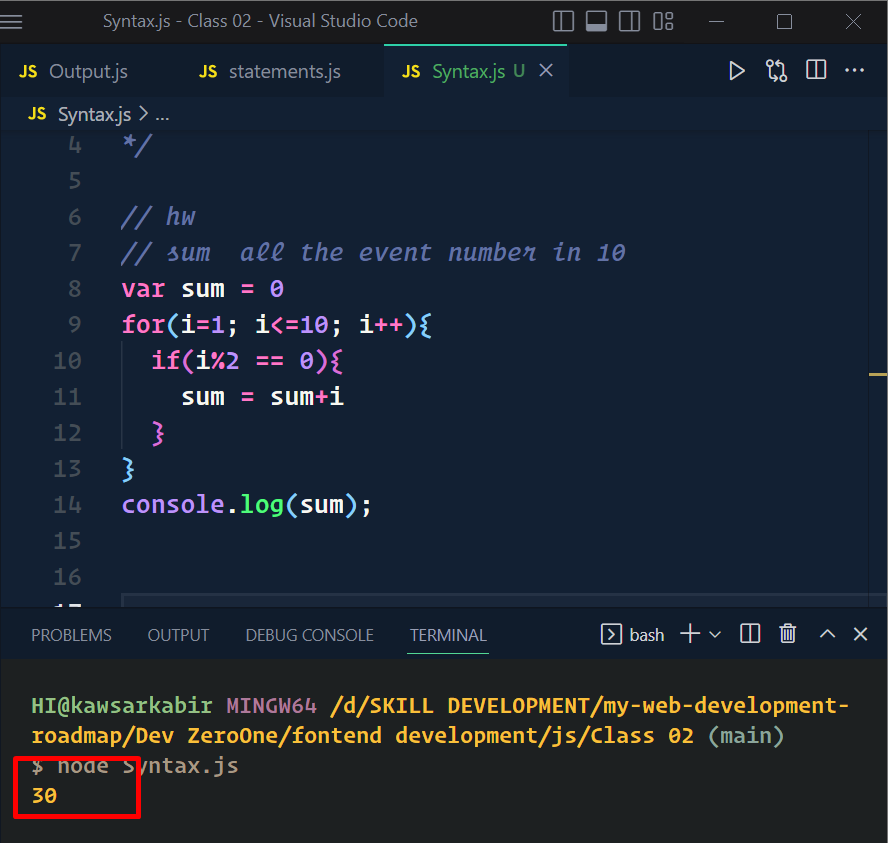 Syntax.js - Class 02 - Visual Studio Code
JS Output.js JS statements.js JS Syntax.js U
JS Syntax.js > ...
4 */
5
6 // hw
7 // sum  all the event number in 10
8 var sum = 0
9 for(i=1; i<=10; i++){
10   if(i%2 == 0){
11     sum = sum+i
12   }
13 }
14 console.log(sum);
15
16
17
PROBLEMS OUTPUT DEBUG CONSOLE TERMINAL bash
HI@kawsarkabir MINGW64 /d/SKILL DEVELOPMENT/my-web-development-
roadmap/Dev ZeroOne/fontend development/js/Class 02 (main)
$ node Syntax.js
30